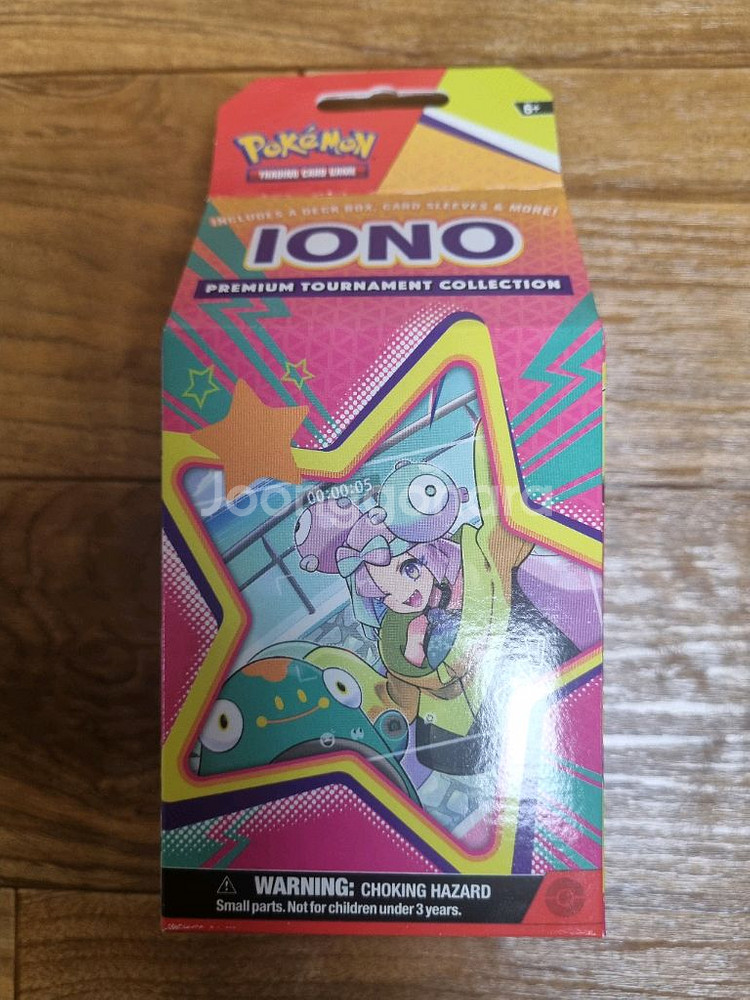 6+
POKéMON
TRADING CARD GAME
INCLUDES A DECK BOX, CARD SLEEVES & MORE!
IONO
PREMIUM TOURNAMENT COLLECTION
00:00:05
Joonggonara
WARNING: CHOKING HAZARD
Small parts. Not for children under 3 years.